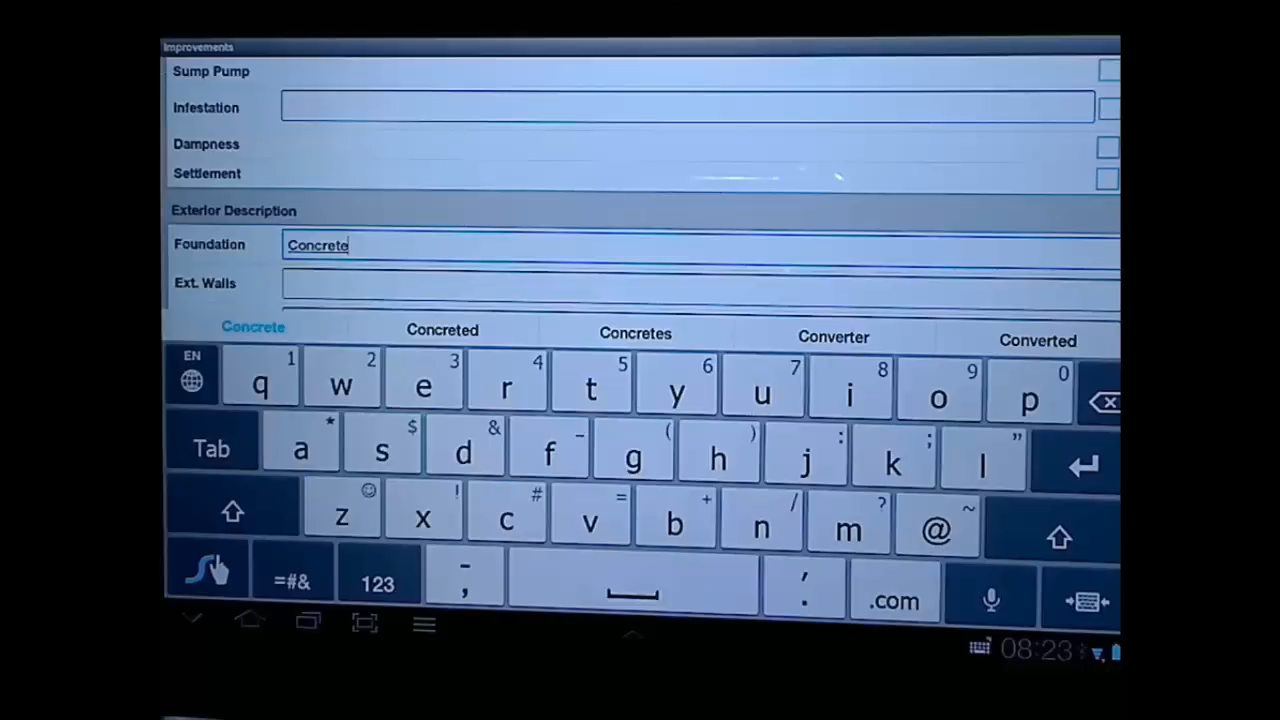 Improvements
Sump Pump
Infestation
Dampness
Settlement
Exterior Description
Foundation Concrete
Ext. Walls
Concrete Concreted Concretes Converter Converted
EN 1 2 3 4 5 6 7 8 9 0
q w e r t y u i o p
* $ & - ( ) : ; "
Tab a s d f g h j k l
! # = + / ? ~
z x c v b n m @
=#& 123 - , ' . .com
08:23